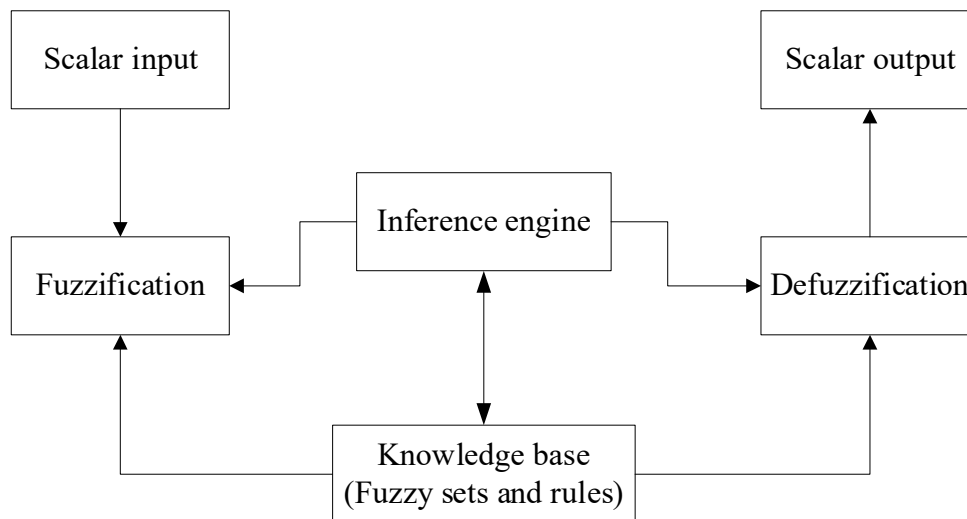 Scalar input
Scalar output
Inference engine
Fuzzification
Defuzzification
Knowledge base
(Fuzzy sets and rules)